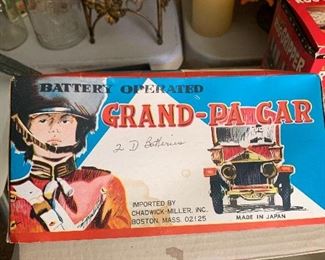 BATTERY OPERATED
GRAND-PA CAR
2 D Batteries
IMPORTED BY
CHADWICK-MILLER, INC.
BOSTON, MASS. 02125
MADE IN JAPAN